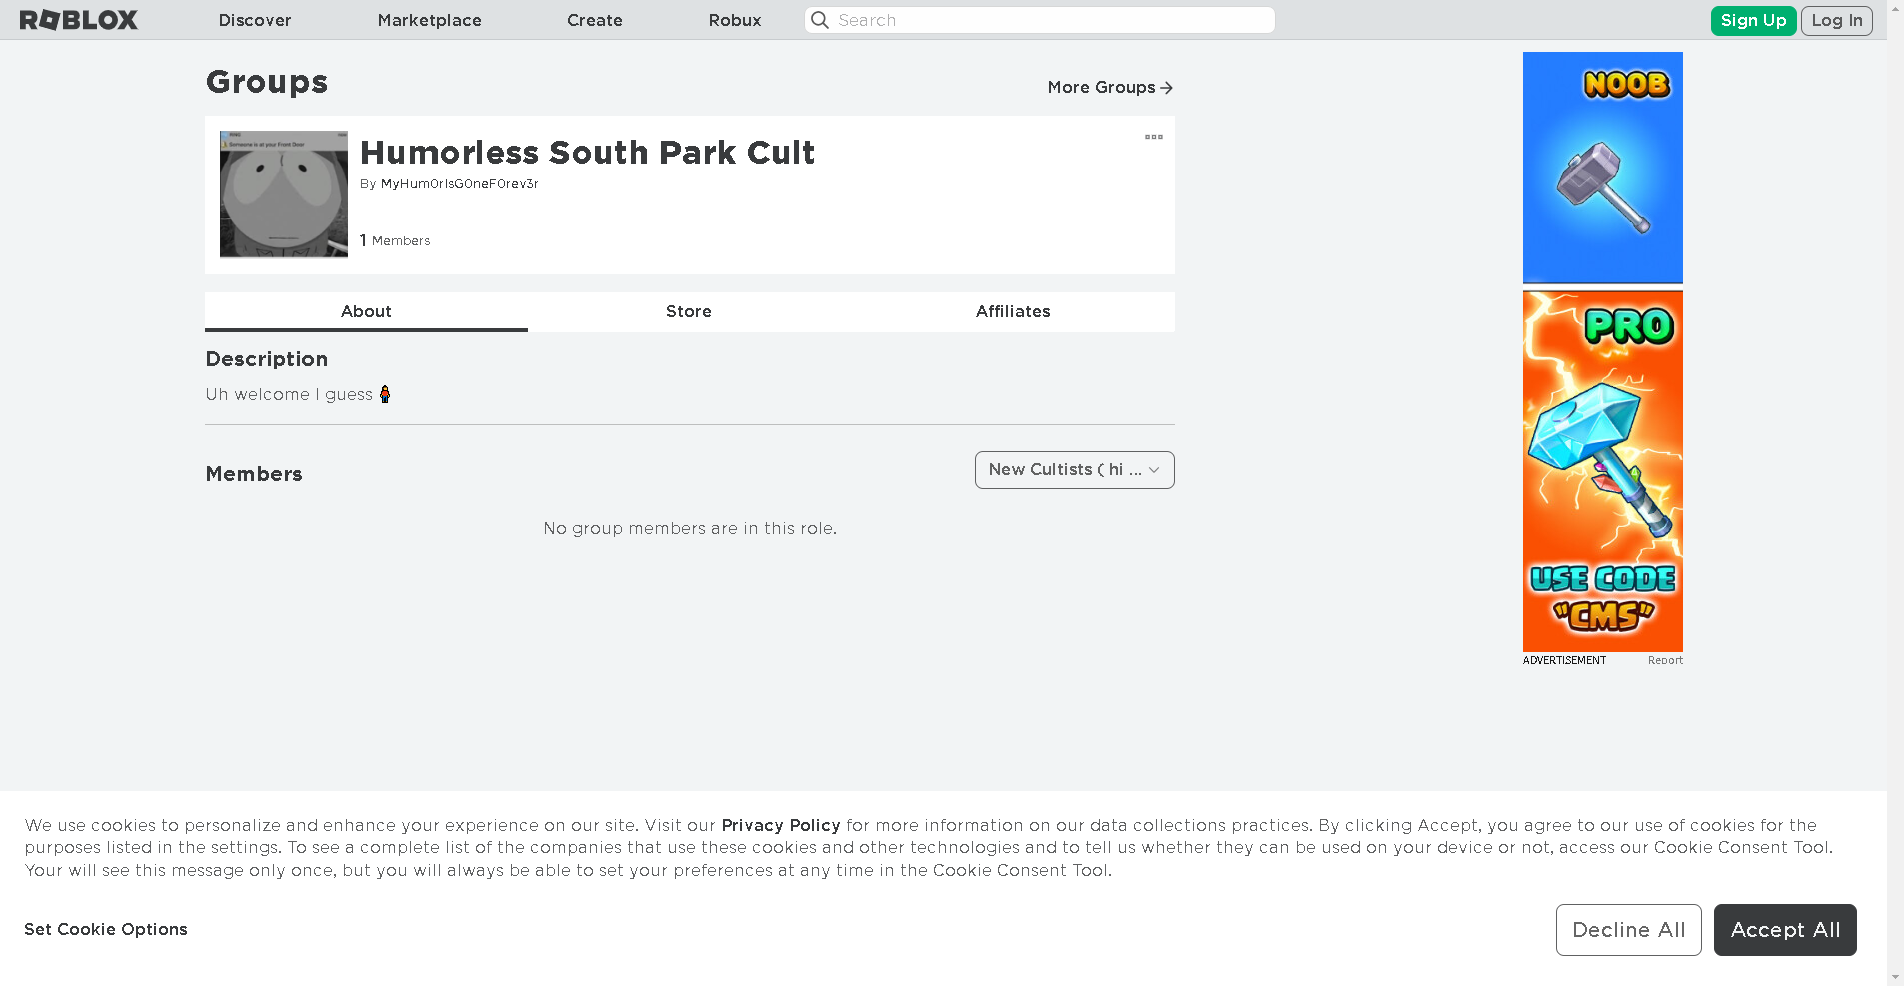 ROBLOX
Discover
Marketplace
Create
Robux
Search
Sign Up
Log In
Groups
More Groups
Someone is at your Front Door
Humorless South Park Cult
By MyHum0rIsG0neF0rev3r
1 Members
About
Store
Affiliates
Description
Uh welcome I guess
Members
New Cultists ( hi ...
No group members are in this role.
NOOB
PRO
USE CODE
"CMS"
ADVERTISEMENT
Report
We use cookies to personalize and enhance your experience on our site. Visit our Privacy Policy for more information on our data collections practices. By clicking Accept, you agree to our use of cookies for the
purposes listed in the settings. To see a complete list of the companies that use these cookies and other technologies and to tell us whether they can be used on your device or not, access our Cookie Consent Tool.
Your will see this message only once, but you will always be able to set your preferences at any time in the Cookie Consent Tool.
Set Cookie Options
Decline All
Accept All